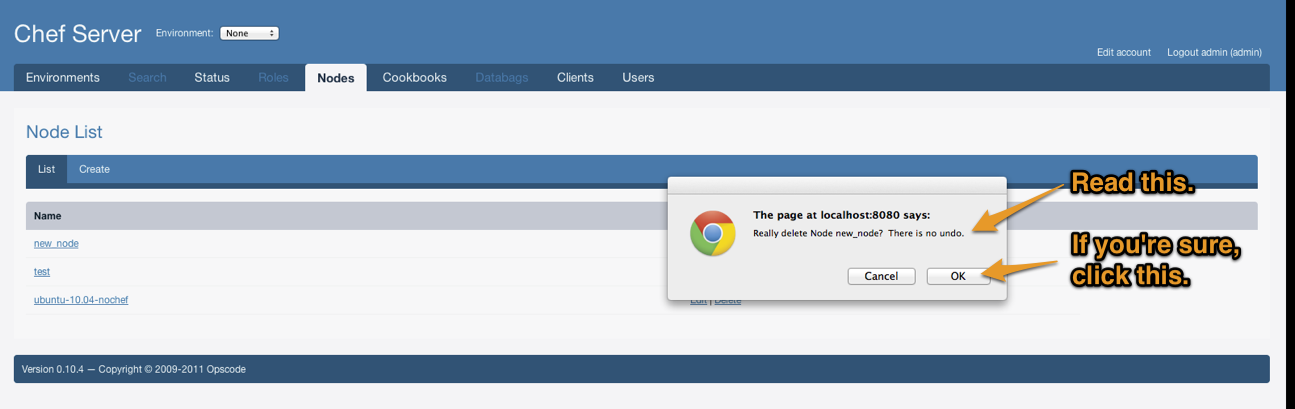 Chef Server Environment: None
Edit account Logout admin (admin)
Environments Search Status Roles Nodes Cookbooks Databags Clients Users
Node List
List Create
Read this.
The page at localhost:8080 says:
Name
Really delete Node new_node? There is no undo.
new_node
If you're sure,
click this.
test
Cancel OK
ubuntu-10.04-nochef
Edit | Delete
Version 0.10.4 — Copyright © 2009-2011 Opscode